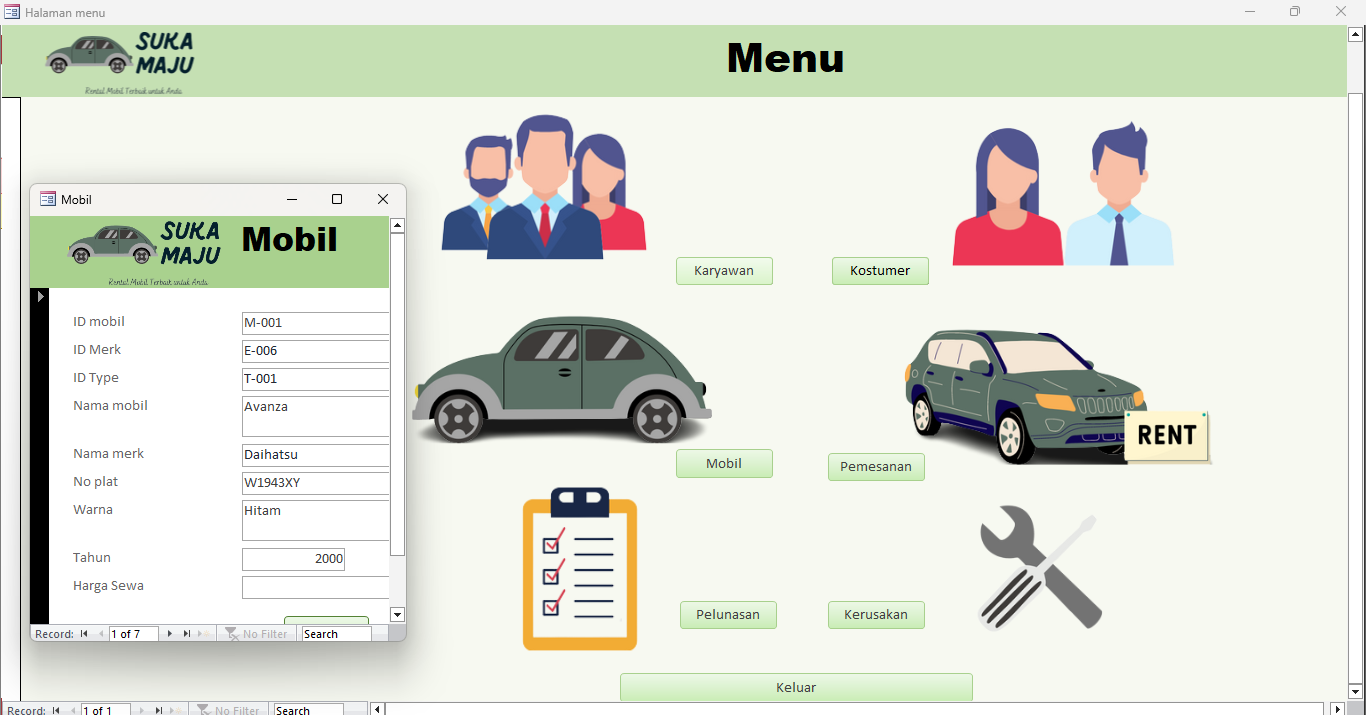 Halaman menu
SUKA
MAJU
Rental Mobil Terbaik untuk Anda
Menu
Karyawan
Kostumer
Mobil
Pemesanan
RENT
Pelunasan
Kerusakan
Keluar
Mobil
SUKA
MAJU
Rental Mobil Terbaik untuk Anda
Mobil
ID mobil M-001
ID Merk E-006
ID Type T-001
Nama mobil Avanza
Nama merk Daihatsu
No plat W1943XY
Warna Hitam
Tahun 2000
Harga Sewa
Record: 1 of 7 No Filter Search
Record: 1 of 1 No Filter Search